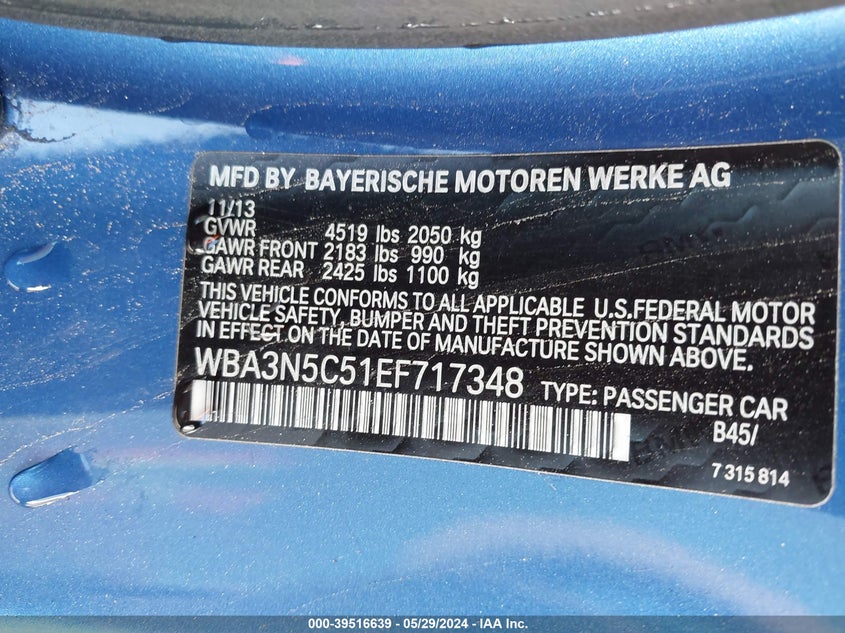 MFD BY BAYERISCHE MOTOREN WERKE AG
11/13
GVWR 4519 lbs 2050 kg
GAWR FRONT 2183 lbs 990 kg
GAWR REAR 2425 lbs 1100 kg
THIS VEHICLE CONFORMS TO ALL APPLICABLE U.S.FEDERAL MOTOR
VEHICLE SAFETY, BUMPER AND THEFT PREVENTION STANDARDS
IN EFFECT ON THE DATE OF MANUFACTURE SHOWN ABOVE.
WBA3N5C51EF717348 TYPE: PASSENGER CAR
B45/
7 315 814
000-39516639 - 05/29/2024 - IAA Inc.